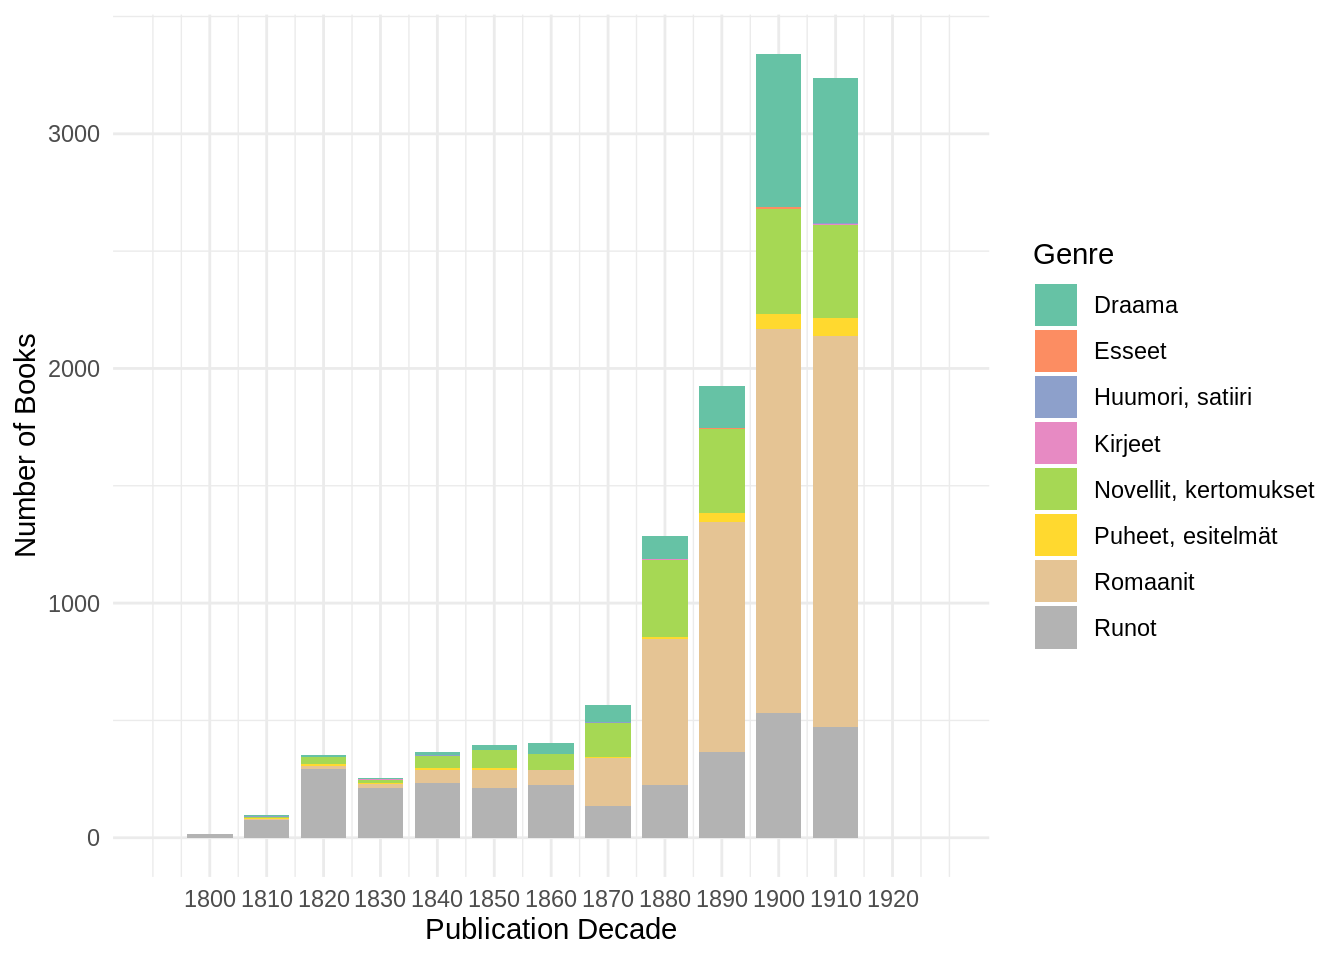 3000
2000
1000
0
Number of Books
1800 1810 1820 1830 1840 1850 1860 1870 1880 1890 1900 1910 1920
Publication Decade
Genre
Draama
Esseet
Huumori, satiiri
Kirjeet
Novellit, kertomukset
Puheet, esitelmät
Romaanit
Runot